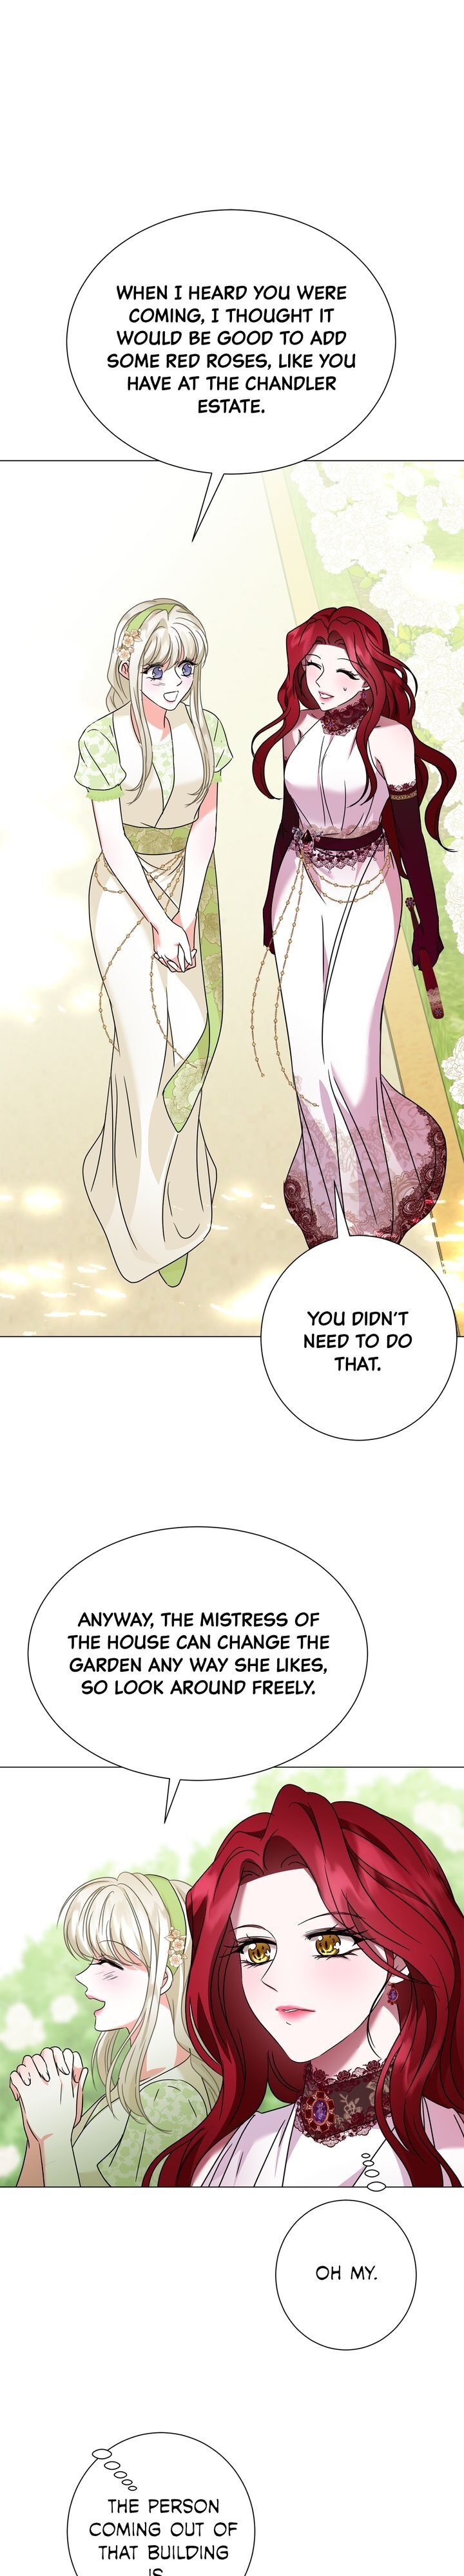 WHEN I HEARD YOU WERE
COMING, I THOUGHT IT
WOULD BE GOOD TO ADD
SOME RED ROSES, LIKE YOU
HAVE AT THE CHANDLER
ESTATE.
YOU DIDN'T
NEED TO DO
THAT.
ANYWAY, THE MISTRESS OF
THE HOUSE CAN CHANGE THE
GARDEN ANY WAY SHE LIKES,
SO LOOK AROUND FREELY.
OH MY.
THE PERSON
COMING OUT OF
THAT BUILDING
IS